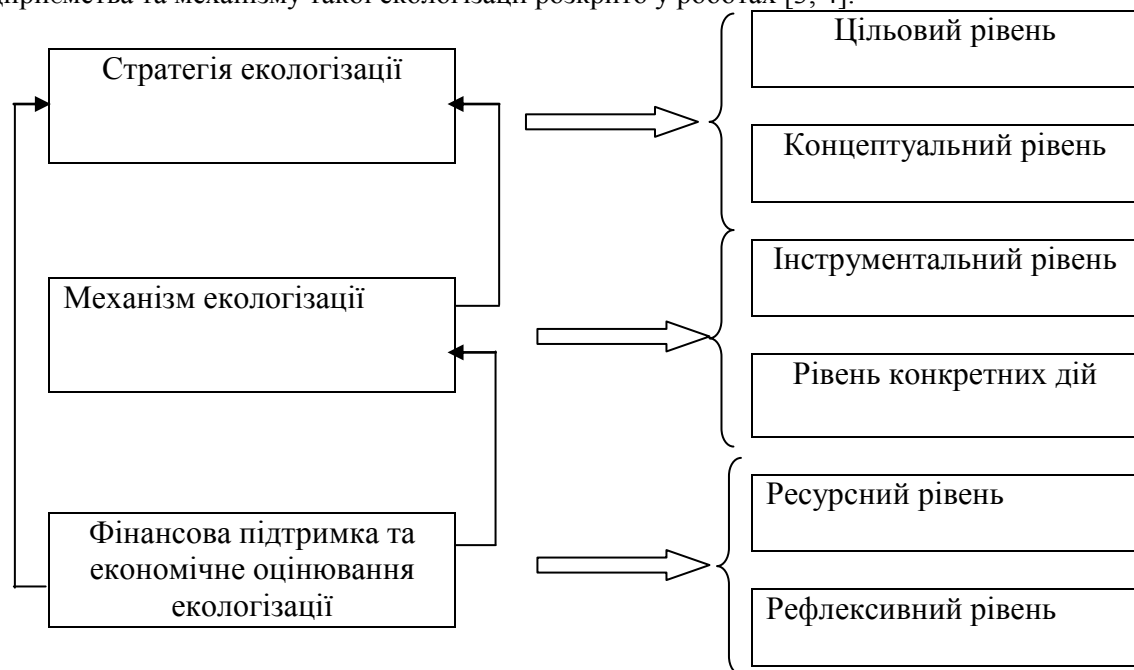 та механізму такої екологізації розкрито у роботах [3, 4].
Стратегія екологізації
Механізм екологізації
Фінансова підтримка та
економічне оцінювання
екологізації
Цільовий рівень
Концептуальний рівень
Інструментальний рівень
Рівень конкретних дій
Ресурсний рівень
Рефлексивний рівень